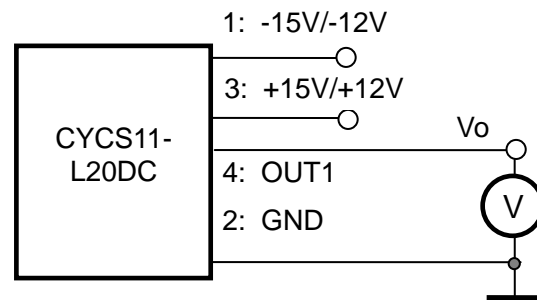 1: -15V/-12V
3: +15V/+12V
CYCS11-
L20DC
Vo
4: OUT1
V
2: GND